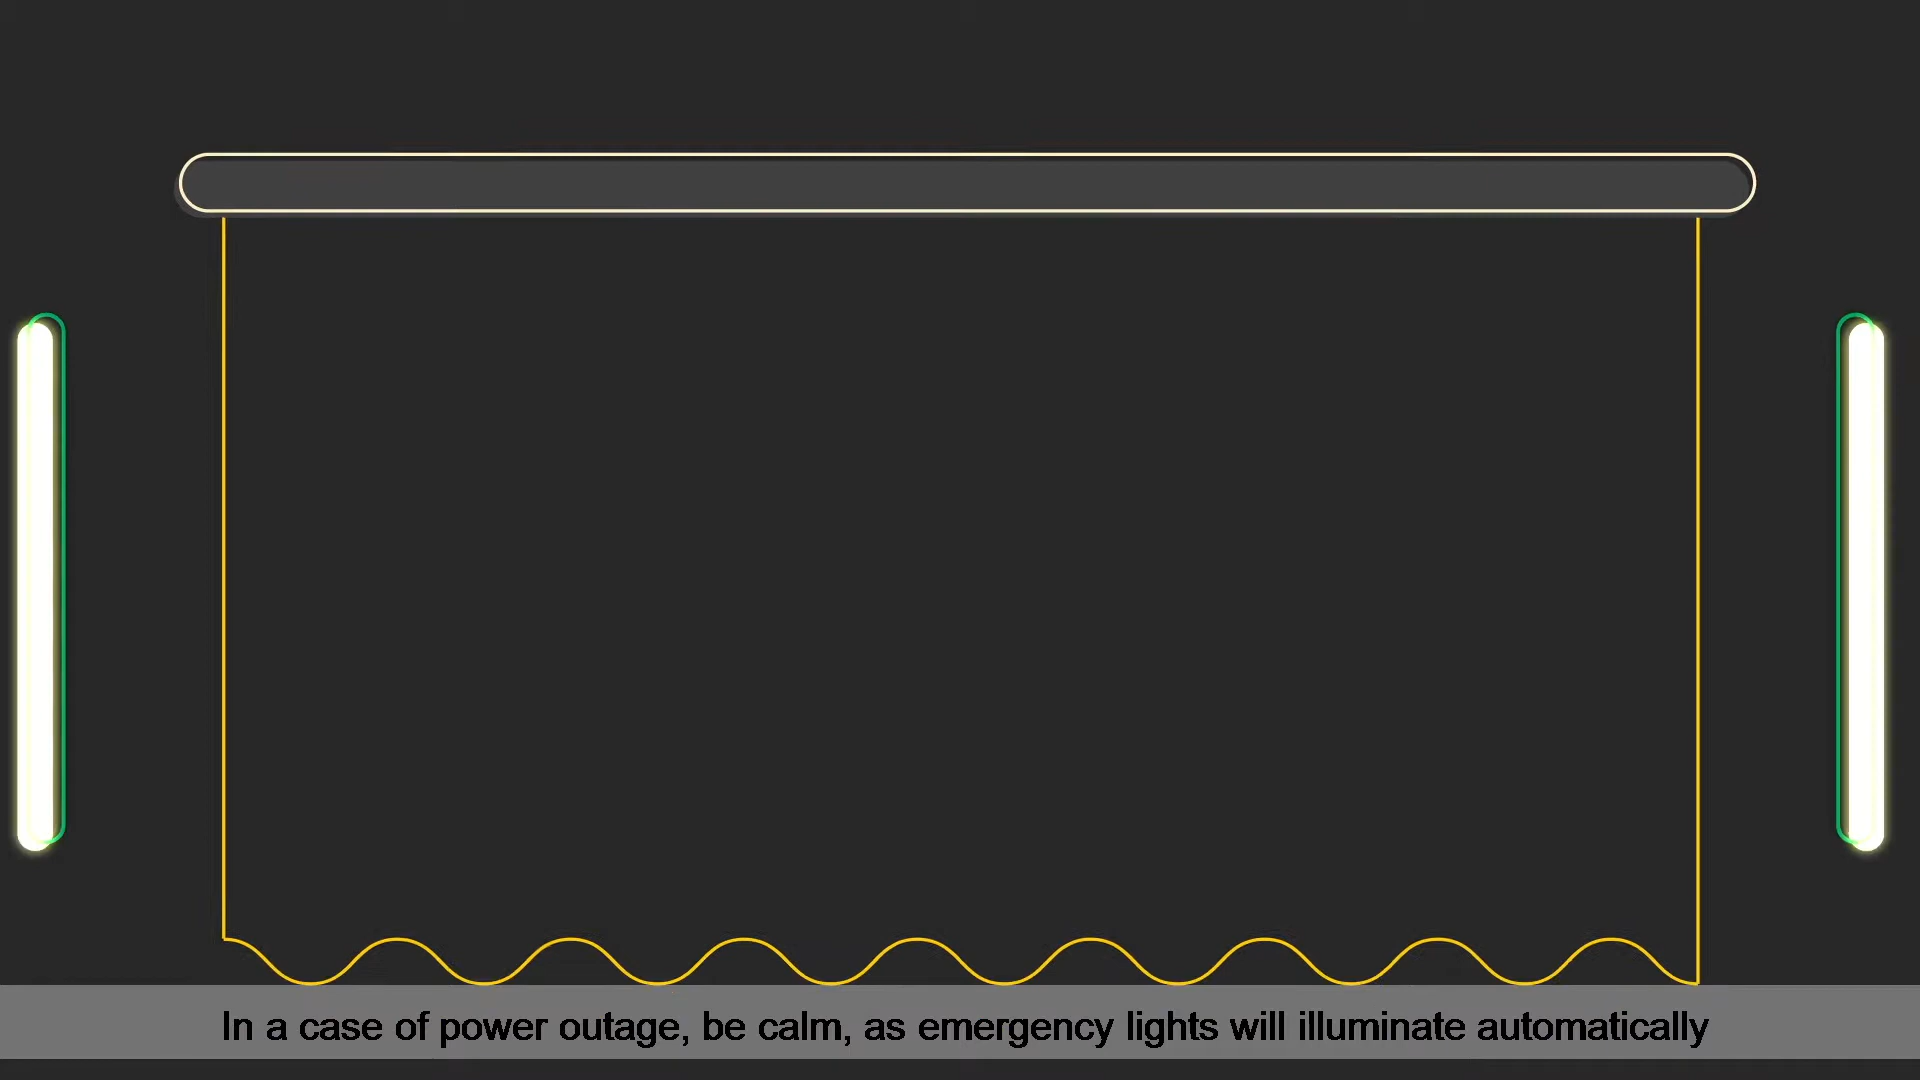 In a case of power outage, be calm, as emergency lights will illuminate automatically